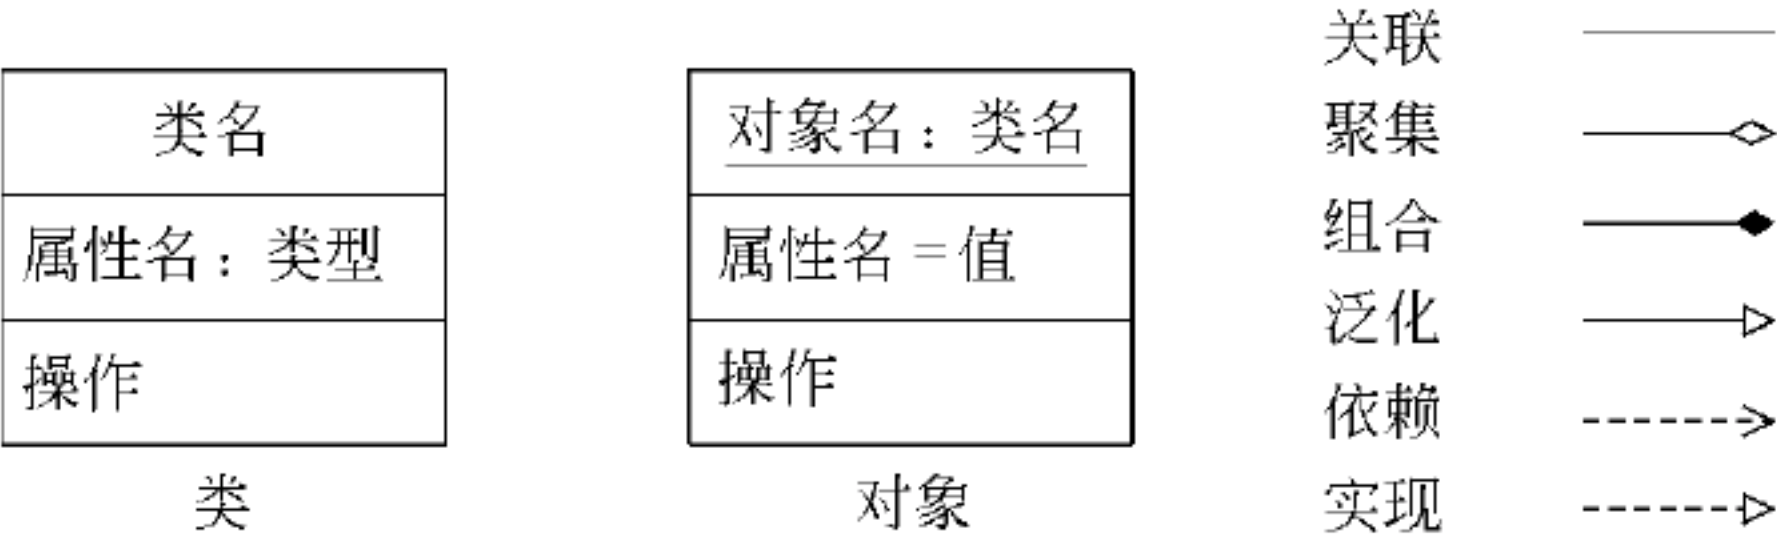 类名
属性名：类型
操作
类
对象名：类名
属性名=值
操作
对象
关联
聚集
组合
泛化
依赖
实现